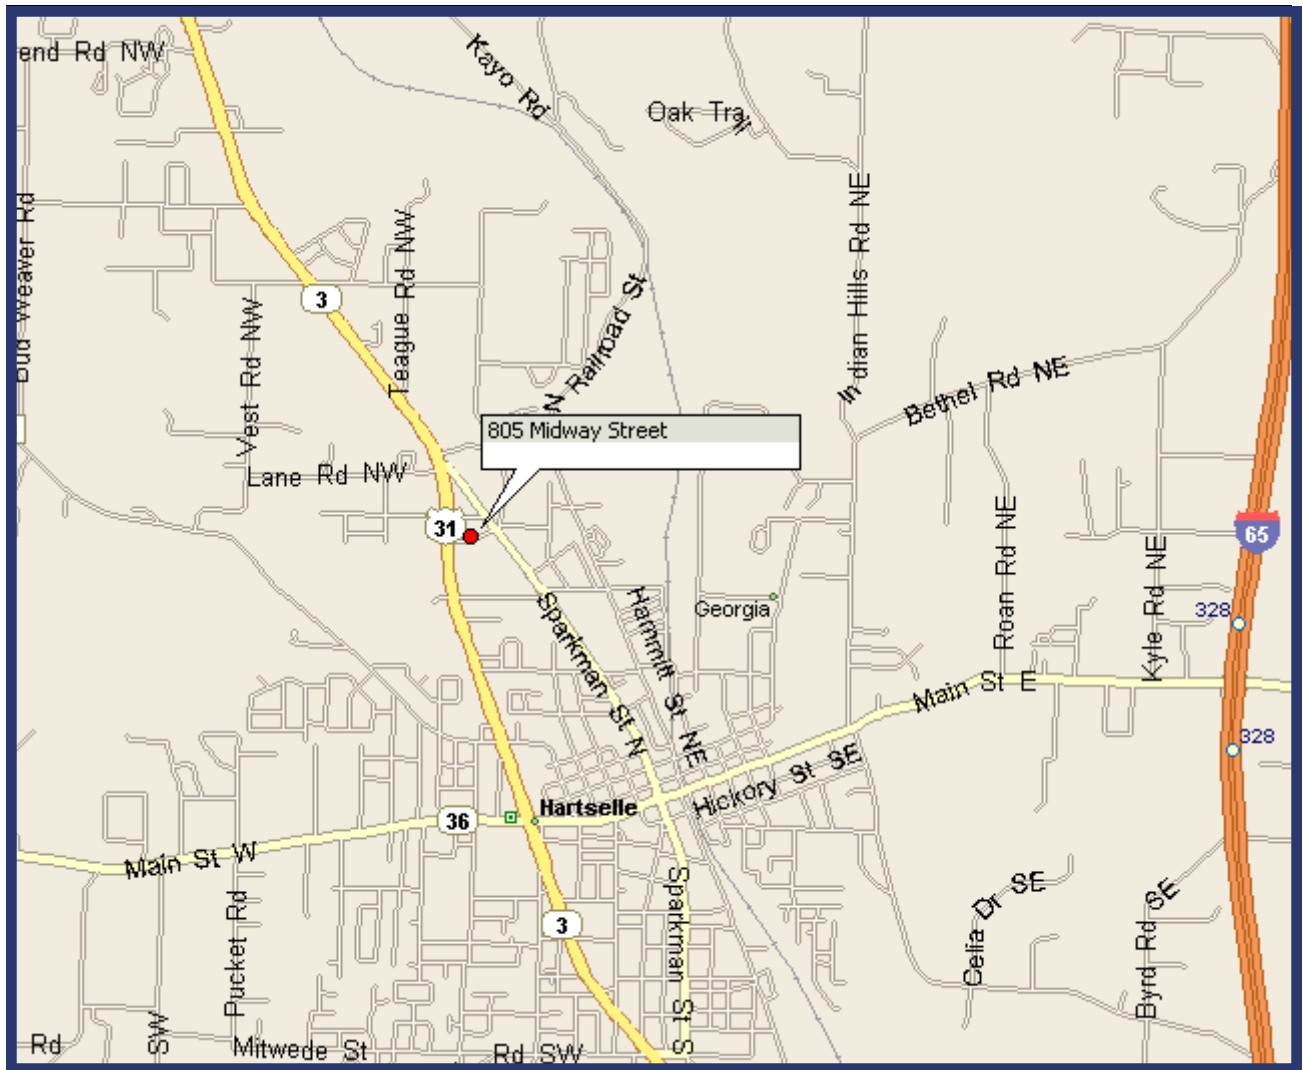 end Rd NW
Kayo Rd
Oak Trail
Bud Weaver Rd
Teague Rd NW
Indian Hills Rd NE
3
Vest Rd NW
N Railroad St
Bethel Rd NE
805 Midway Street
Lane Rd NW
31
65
Roan Rd NE
Kyle Rd NE
Georgia
328
Sparkman St N
Hammitt St NE
Main St E
328
Hickory St SE
Hartselle
36
Main St W
3
Sparkman St S
Celia Dr SE
Byrd Rd SE
Pucket Rd
SW
Rd
Mitwede St
Rd SW